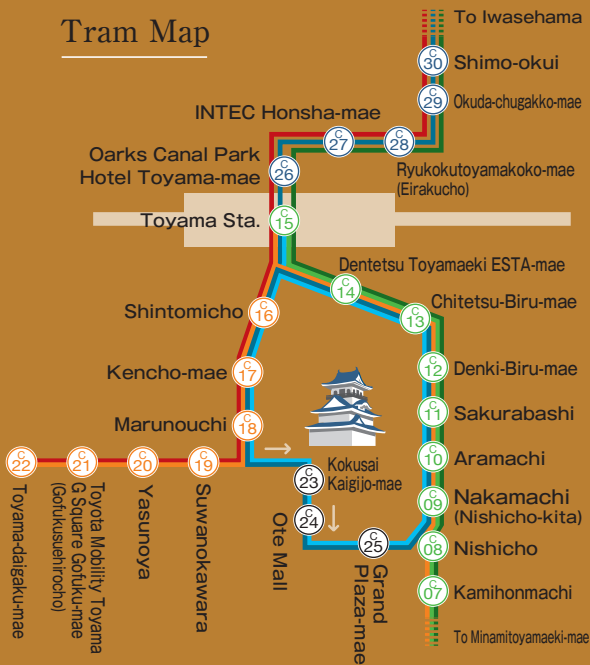 Tram Map
To Iwasehama
C
30
Shimo-okui
C
29
Okuda-chugakko-mae
INTEC Honsha-mae
C
27
C
28
Ryukokutoyamakoko-mae
(Eirakucho)
Oarks Canal Park
Hotel Toyama-mae
C
26
Toyama Sta.
C
15
Dentetsu Toyamaeki ESTA-mae
C
14
Chitetsu-Biru-mae
C
13
Shintomicho
C
16
Kencho-mae
C
17
Denki-Biru-mae
C
12
Marunouchi
C
18
Sakurabashi
C
11
C
22
C
21
C
20
C
19
Toyama-daigaku-mae
Toyota Mobility Toyama
G Square Gofuku-mae
(Gofukusuehirocho)
Yasunoya
Suwanokawara
→
Kokusai
Kaigijo-mae
C
23
Aramachi
C
10
Ote Mall
C
24
↓
Nakamachi
(Nishicho-kita)
C
09
Grand
Plaza-mae
C
25
Nishicho
C
08
Kamihonmachi
C
07
To Minamitoyamaeki-mae